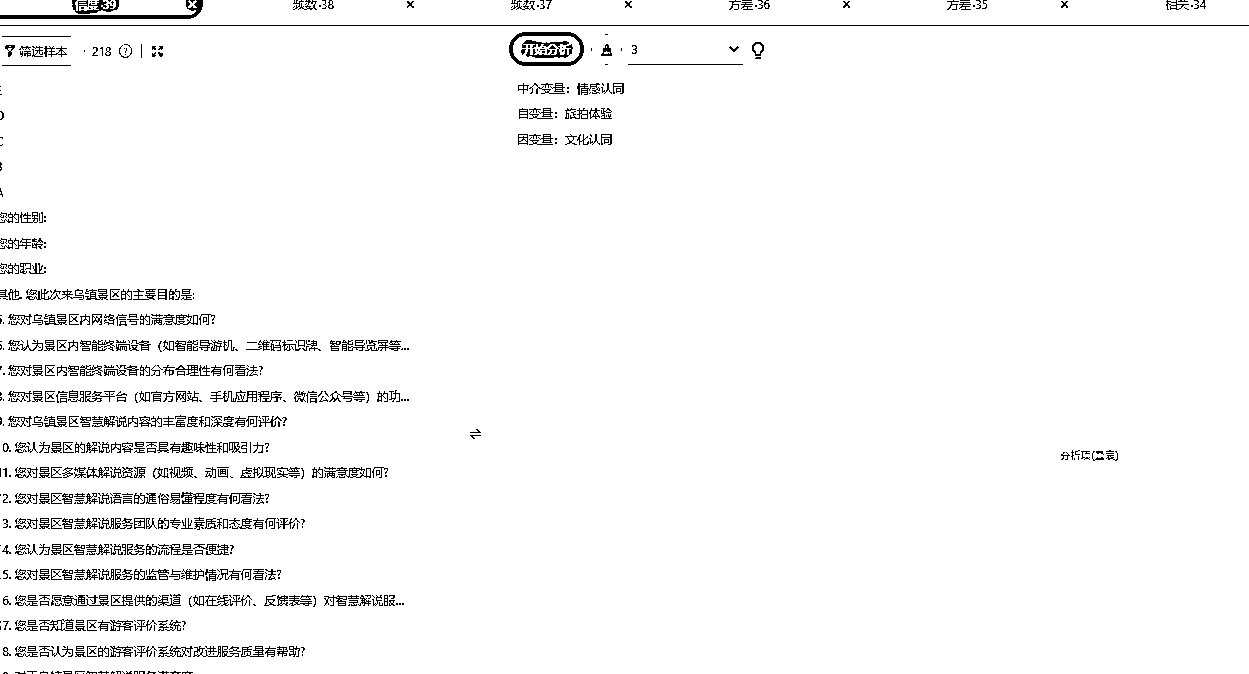 信度-39 频数-38 × 频数-37 × 方差-36 × 方差-35 × 相关-34
筛选样本 · 218 开始分析 3
中介变量：情感认同
自变量：旅拍体验
因变量：文化认同
您的性别:
您的年龄:
您的职业:
其他. 您此次来乌镇景区的主要目的是:
5. 您对乌镇景区内网络信号的满意度如何?
6. 您认为景区内智能终端设备（如智能导游机、二维码标识牌、智能导览屏等...
7. 您对景区内智能终端设备的分布合理性有何看法?
8. 您对景区信息服务平台（如官方网站、手机应用程序、微信公众号等）的功...
9. 您对乌镇景区智慧解说内容的丰富度和深度有何评价?
0. 您认为景区的解说内容是否具有趣味性和吸引力?
11. 您对景区多媒体解说资源（如视频、动画、虚拟现实等）的满意度如何?
2. 您对景区智慧解说语言的通俗易懂程度有何看法?
3. 您对景区智慧解说服务团队的专业素质和态度有何评价?
4. 您认为景区智慧解说服务的流程是否便捷?
5. 您对景区智慧解说服务的监管与维护情况有何看法?
6. 您是否愿意通过景区提供的渠道（如在线评价、反馈表等）对智慧解说服...
7. 您是否知道景区有游客评价系统?
8. 您是否认为景区的游客评价系统对改进服务质量有帮助?
分析项(量表)